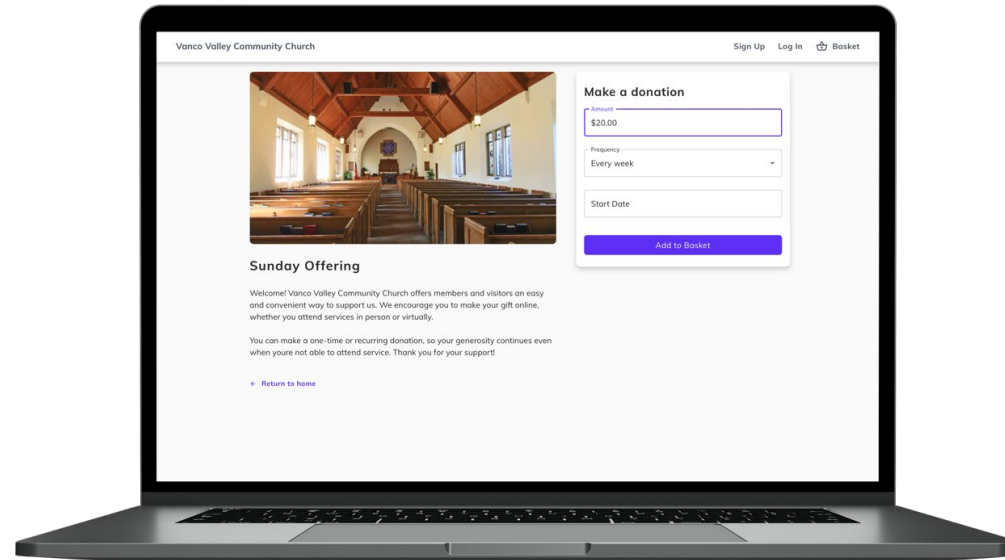 Vanco Valley Community Church
Sign Up Log In Basket
Make a donation
Amount
$20.00
Frequency
Every week
Start Date
Add to Basket
Sunday Offering
Welcome! Vanco Valley Community Church offers members and visitors an easy
and convenient way to support us. We encourage you to make your gift online,
whether you attend services in person or virtually.
You can make a one-time or recurring donation, so your generosity continues even
when youre not able to attend service. Thank you for your support!
← Return to home